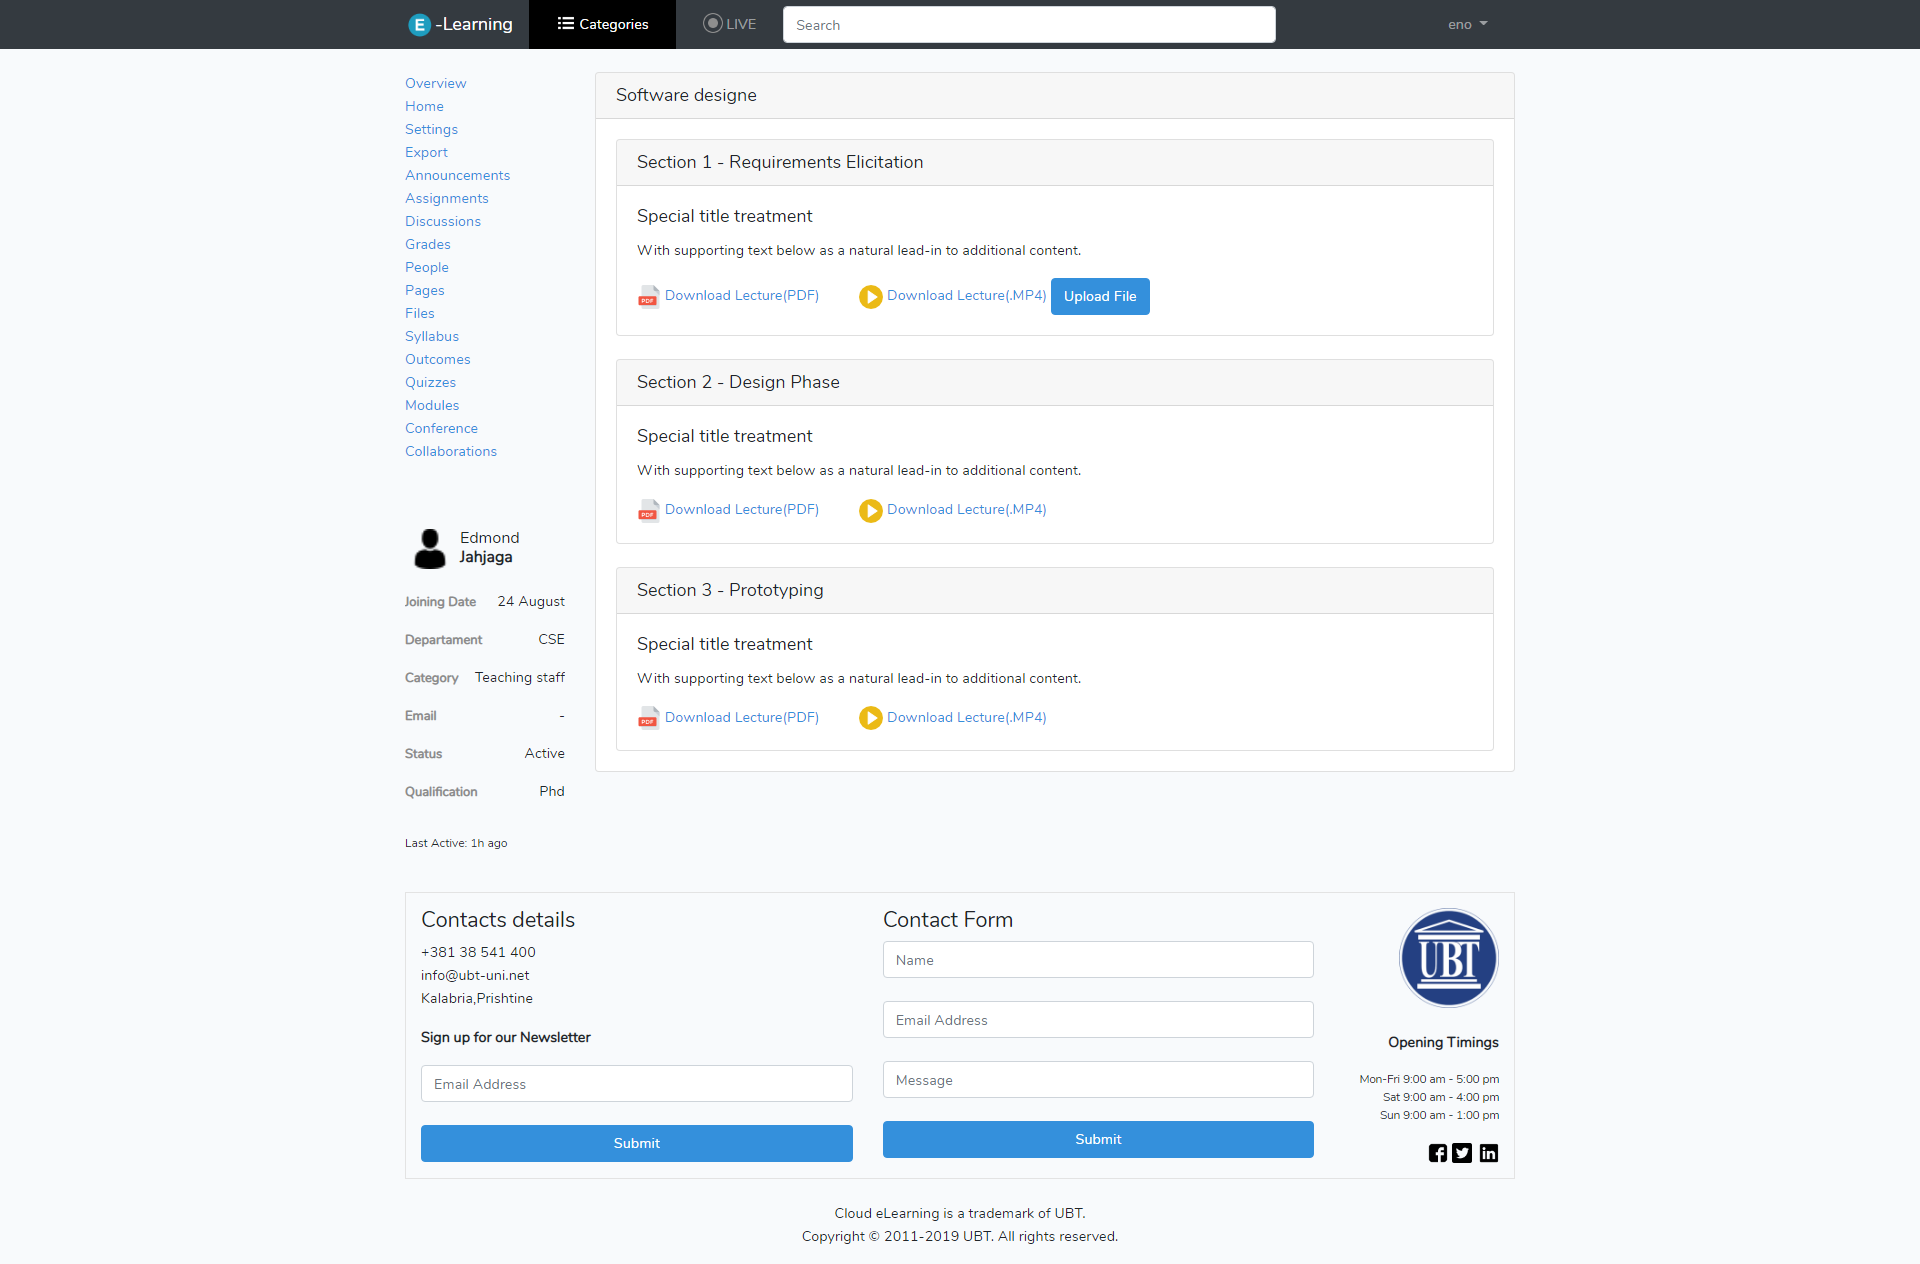 E -Learning Categories LIVE Search eno
Overview
Home
Settings
Export
Announcements
Assignments
Discussions
Grades
People
Pages
Files
Syllabus
Outcomes
Quizzes
Modules
Conference
Collaborations
Edmond
Jahjaga
Joining Date 24 August
Departament CSE
Category Teaching staff
Email -
Status Active
Qualification Phd
Last Active: 1h ago
Software designe
Section 1 - Requirements Elicitation
Special title treatment
With supporting text below as a natural lead-in to additional content.
PDF Download Lecture(PDF) Download Lecture(.MP4) Upload File
Section 2 - Design Phase
Special title treatment
With supporting text below as a natural lead-in to additional content.
PDF Download Lecture(PDF) Download Lecture(.MP4)
Section 3 - Prototyping
Special title treatment
With supporting text below as a natural lead-in to additional content.
PDF Download Lecture(PDF) Download Lecture(.MP4)
Contacts details
+381 38 541 400
info@ubt-uni.net
Kalabria,Prishtine
Sign up for our Newsletter
Email Address
Submit
Contact Form
Name
Email Address
Message
Submit
UBT
Opening Timings
Mon-Fri 9:00 am - 5:00 pm
Sat 9:00 am - 4:00 pm
Sun 9:00 am - 1:00 pm
Cloud eLearning is a trademark of UBT.
Copyright © 2011-2019 UBT. All rights reserved.